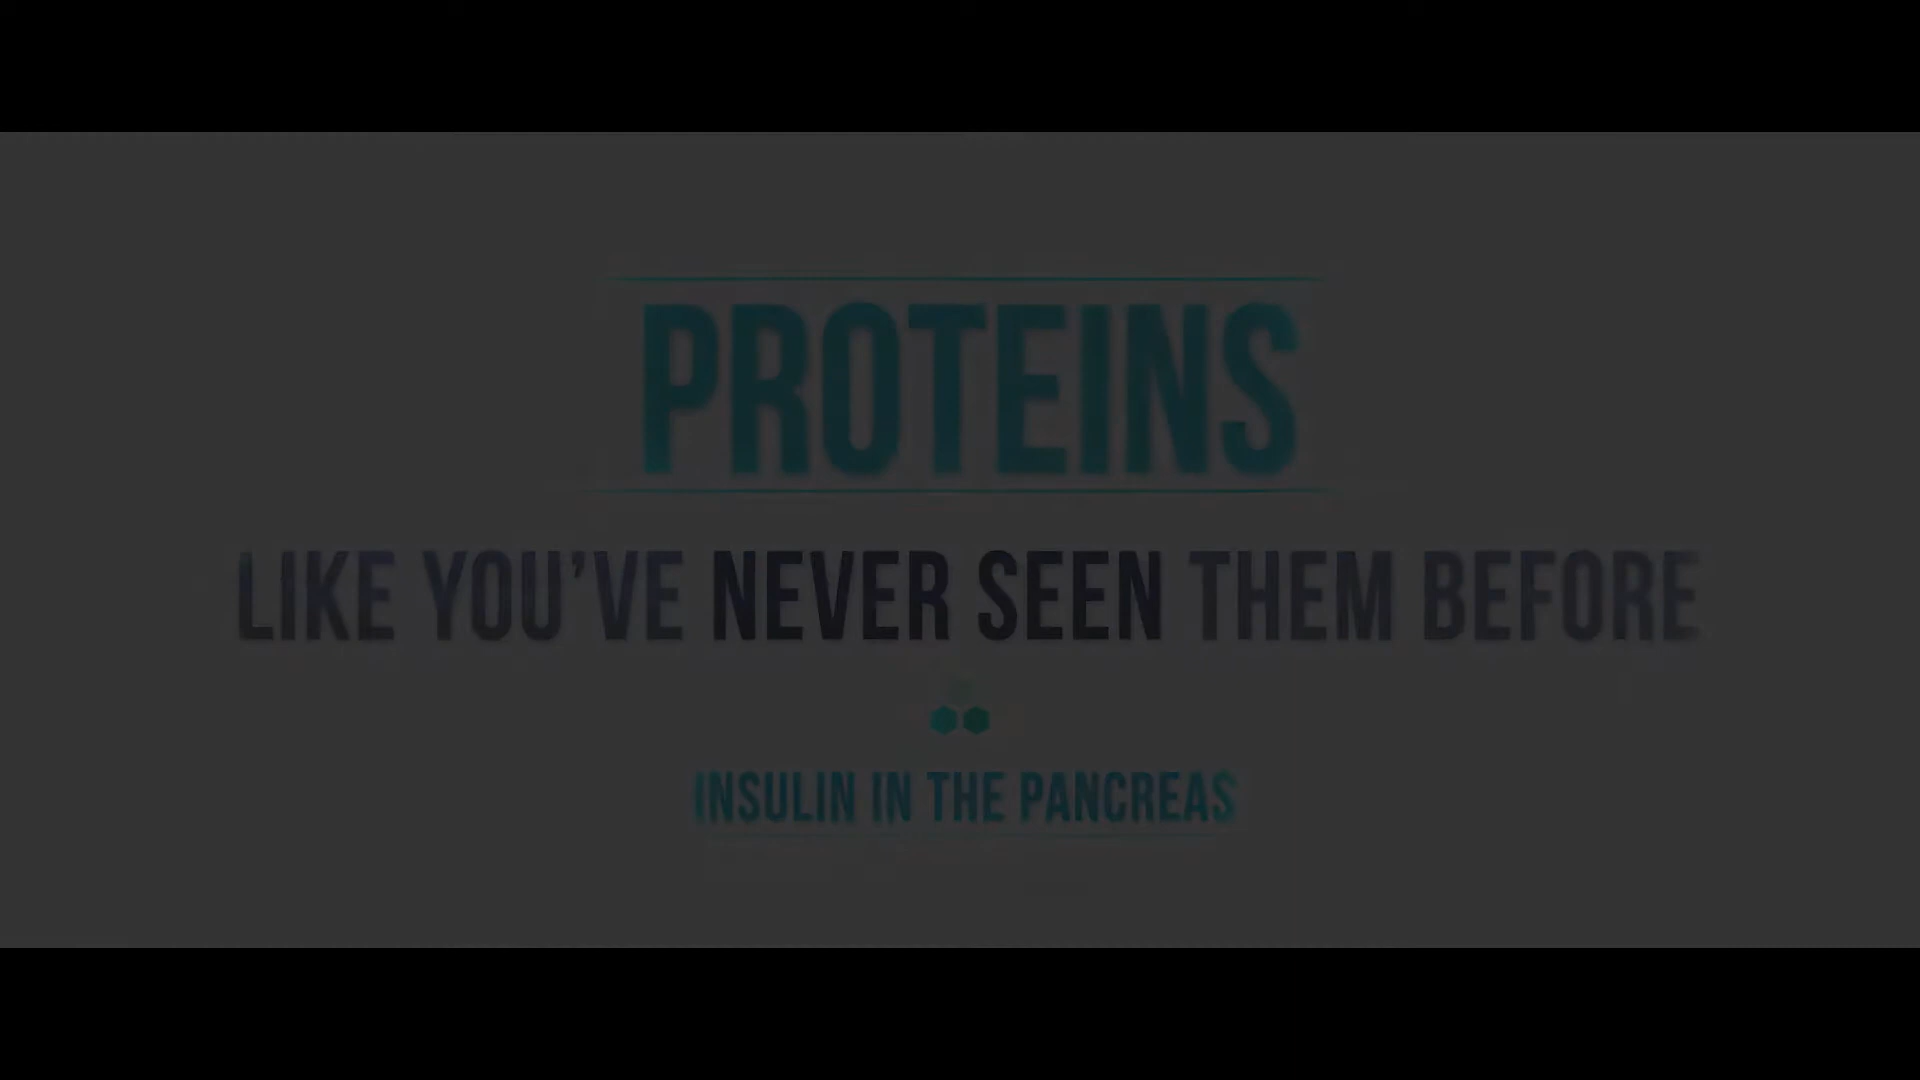 PROTEINS
LIKE YOU’VE NEVER SEEN THEM BEFORE
INSULIN IN THE PANCREAS